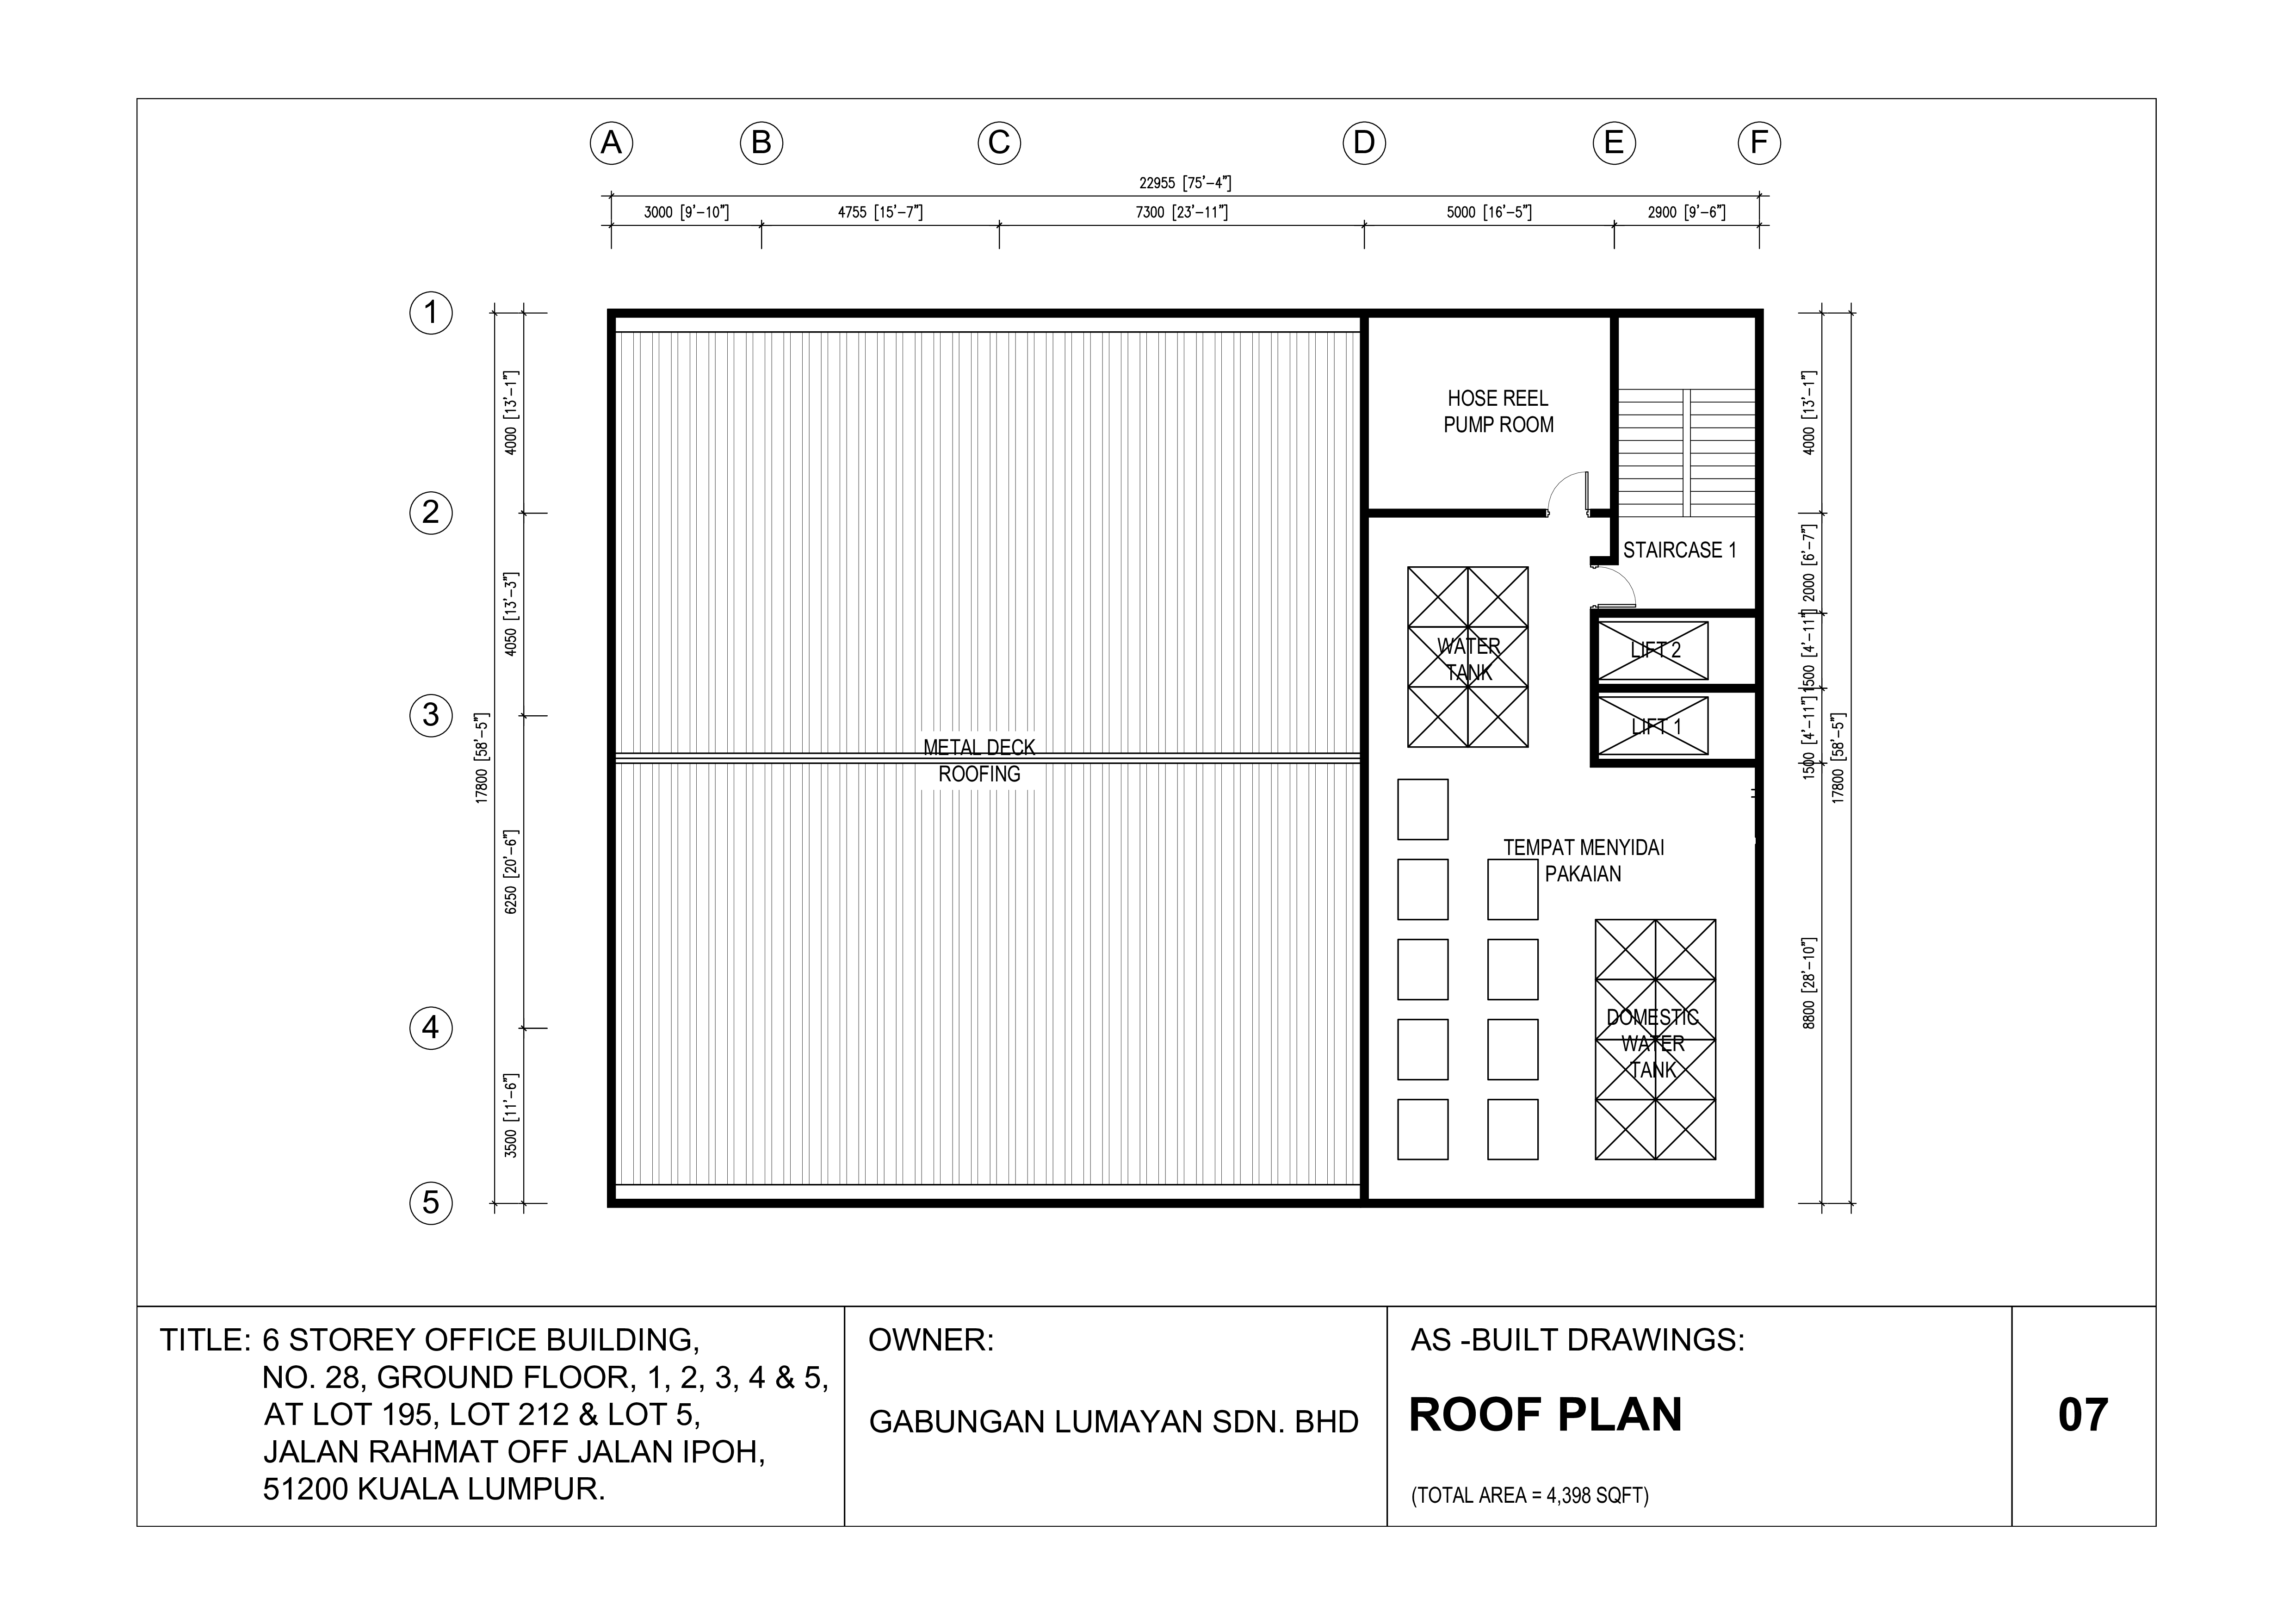 A B C D E F
22955 [75'-4"]
3000 [9'-10"] 4755 [15'-7"] 7300 [23'-11"] 5000 [16'-5"] 2900 [9'-6"]
1
2
3
4
5
17800 [58'-5"]
4000 [13'-1"]
4050 [13'-3"]
6250 [20'-6"]
3500 [11'-6"]
METAL DECK
ROOFING
HOSE REEL
PUMP ROOM
STAIRCASE 1
WATER
TANK
LIFT 2
LIFT 1
TEMPAT MENYIDAI
PAKAIAN
DOMESTIC
WATER
TANK
4000 [13'-1"]
2000 [6'-7"]
1500 [4'-11"]
1500 [4'-11"]
8800 [28'-10"]
17800 [58'-5"]
TITLE: 6 STOREY OFFICE BUILDING,
NO. 28, GROUND FLOOR, 1, 2, 3, 4 & 5,
AT LOT 195, LOT 212 & LOT 5,
JALAN RAHMAT OFF JALAN IPOH,
51200 KUALA LUMPUR.
OWNER:
GABUNGAN LUMAYAN SDN. BHD
AS -BUILT DRAWINGS:
ROOF PLAN
(TOTAL AREA = 4,398 SQFT)
07